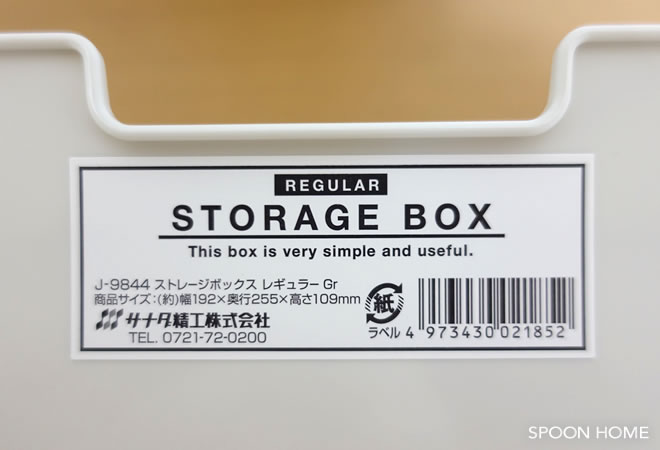 REGULAR
STORAGE BOX
This box is very simple and useful.
J-9844 ストレージボックス レギュラー Gr
商品サイズ:(約)幅192×奥行255×高さ109mm
サナダ精工株式会社
TEL. 0721-72-0200
紙
ラベル
4 973430 021852
SPOON HOME